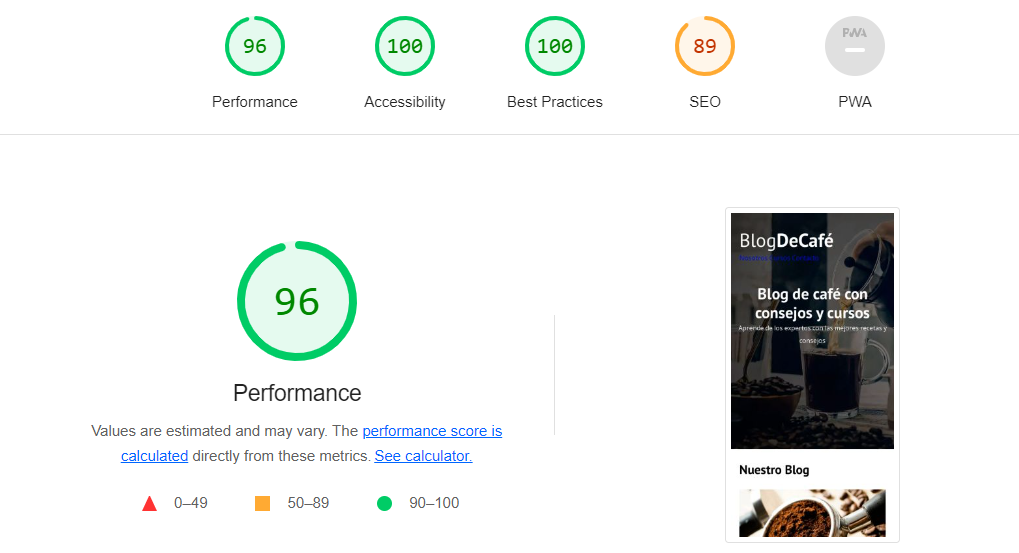 96 100 100 89 PWA
Performance Accessibility Best Practices SEO PWA
96
Performance
Values are estimated and may vary. The performance score is
calculated directly from these metrics. See calculator.
0–49 50–89 90–100
BlogDeCafé
Blog de café con
consejos y cursos
Aprende de los expertos con las mejores recetas y
consejos
Nuestro Blog